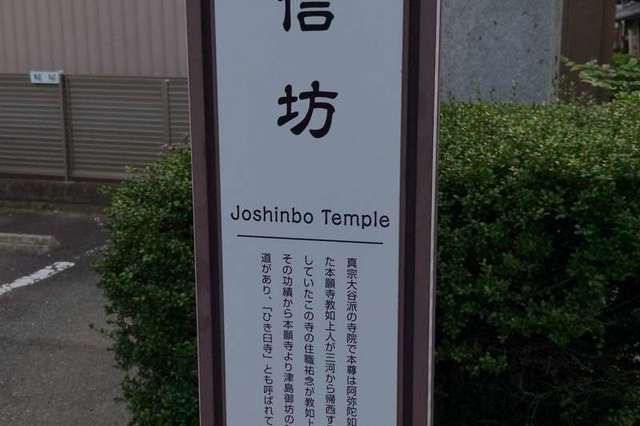 信
坊
Joshinbo Temple
真宗大谷派の寺院で本尊は阿弥陀如
た本願寺教如上人が三河から帰西す
していたこの寺の住職祐念が教如上
その功績から本願寺より津島御坊の
道があり、「ひき臼寺」とも呼ばれて